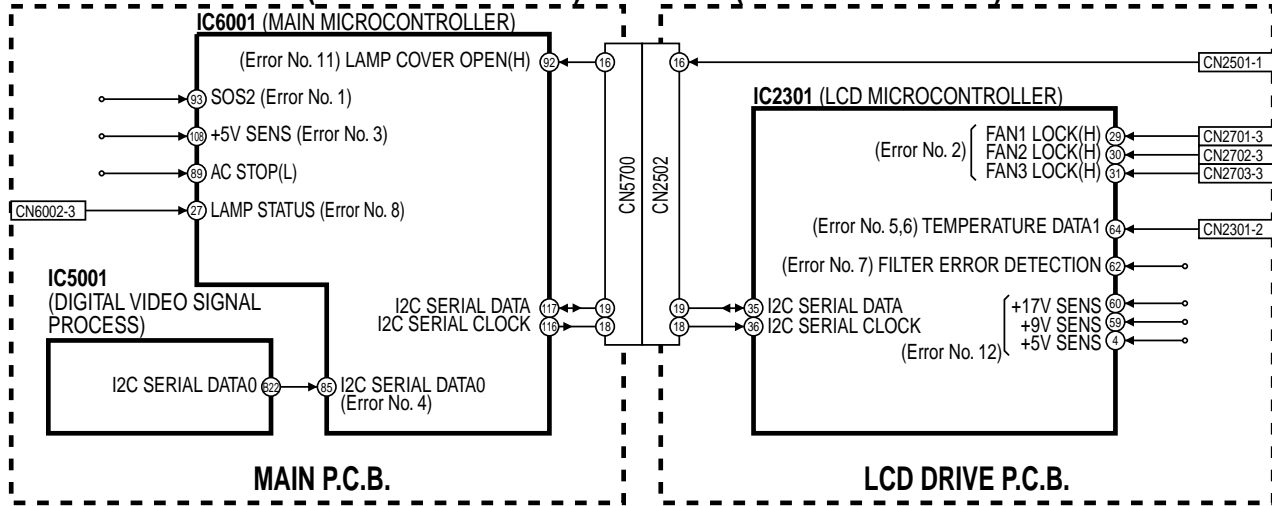 IC6001 (MAIN MICROCONTROLLER)
(Error No. 11) LAMP COVER OPEN(H) 92
16
93 SOS2 (Error No. 1)
108 +5V SENS (Error No. 3)
89 AC STOP(L)
CN6002-3
27 LAMP STATUS (Error No. 8)
IC5001
(DIGITAL VIDEO SIGNAL
PROCESS)
I2C SERIAL DATA 117
19
I2C SERIAL CLOCK 116
18
I2C SERIAL DATA0 B22
85 I2C SERIAL DATA0
(Error No. 4)
MAIN P.C.B.
CN5700
CN2502
16
CN2501-1
IC2301 (LCD MICROCONTROLLER)
(Error No. 2)
FAN1 LOCK(H) 29
CN2701-3
FAN2 LOCK(H) 30
CN2702-3
FAN3 LOCK(H) 31
CN2703-3
(Error No. 5,6) TEMPERATURE DATA1 64
CN2301-2
(Error No. 7) FILTER ERROR DETECTION 62
19
35 I2C SERIAL DATA
18
36 I2C SERIAL CLOCK
+17V SENS 60
+9V SENS 59
+5V SENS 4
(Error No. 12)
LCD DRIVE P.C.B.